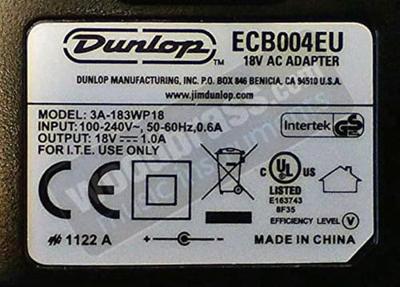 Dunlop™ ECB004EU
18V AC ADAPTER
DUNLOP MANUFACTURING, INC. P.O. BOX 846 BENICIA, CA 94510 U.S.A.
www.jimdunlop.com
MODEL: 3A-183WP18
INPUT: 100-240V~, 50-60Hz, 0.6A
OUTPUT: 18V⎓1.0A
FOR I.T.E. USE ONLY
Intertek GS
CE
C UL US
LISTED
E163743
8F35
EFFICIENCY LEVEL V
1122 A
- +
MADE IN CHINA